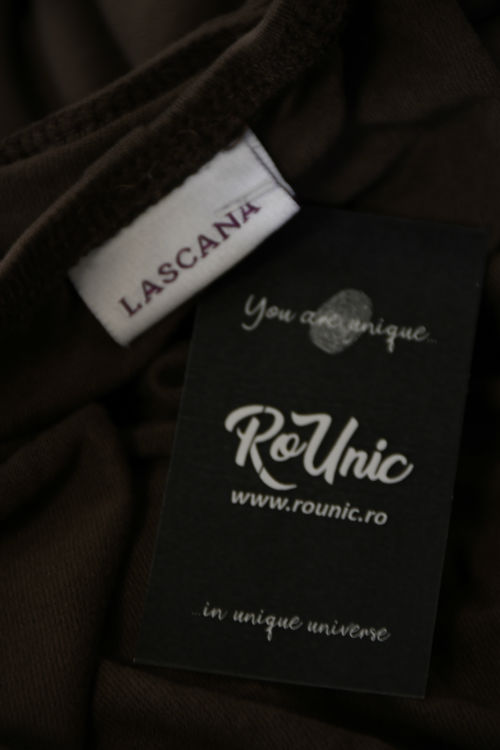 LASCANA
You are unique...
RoUnic
www.rounic.ro
...in unique universe